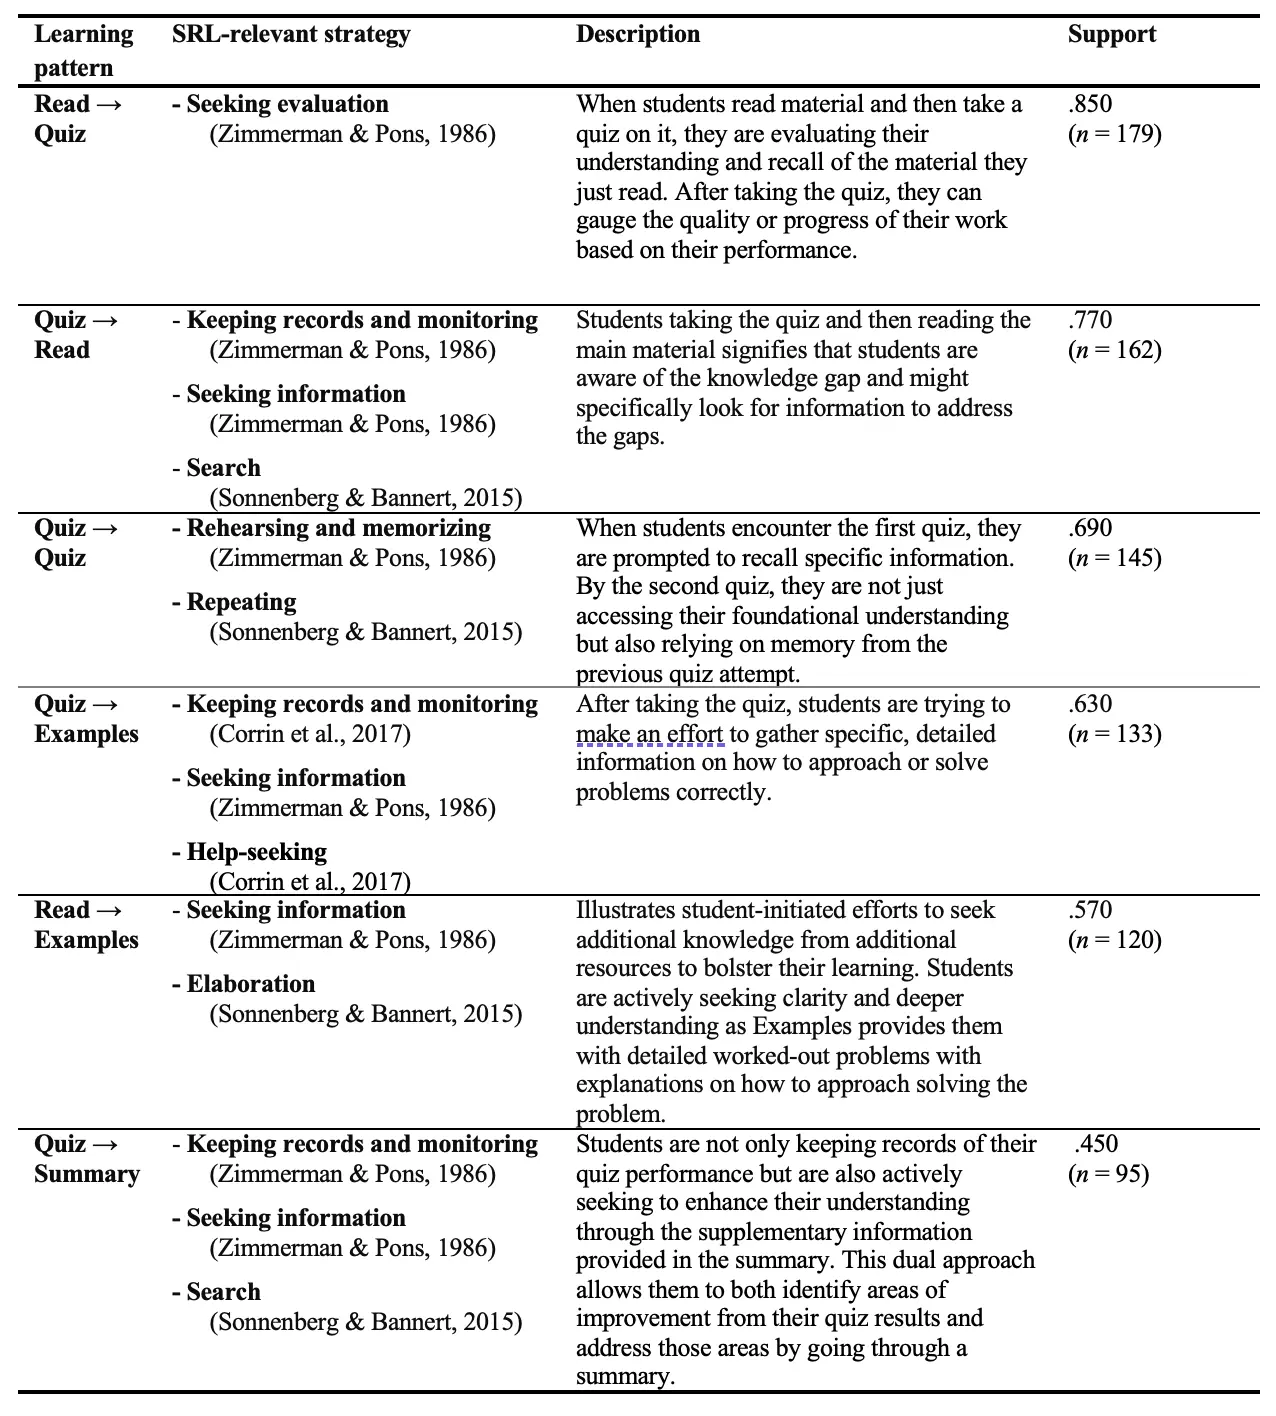 Learning pattern SRL-relevant strategy Description Support
Read → Quiz
- Seeking evaluation
(Zimmerman & Pons, 1986)
When students read material and then take a
quiz on it, they are evaluating their
understanding and recall of the material they
just read. After taking the quiz, they can
gauge the quality or progress of their work
based on their performance.
.850
(n = 179)
Quiz →
Read
- Keeping records and monitoring
(Zimmerman & Pons, 1986)
- Seeking information
(Zimmerman & Pons, 1986)
- Search
(Sonnenberg & Bannert, 2015)
Students taking the quiz and then reading the
main material signifies that students are
aware of the knowledge gap and might
specifically look for information to address
the gaps.
.770
(n = 162)
Quiz →
Quiz
- Rehearsing and memorizing
(Zimmerman & Pons, 1986)
- Repeating
(Sonnenberg & Bannert, 2015)
When students encounter the first quiz, they
are prompted to recall specific information.
By the second quiz, they are not just
accessing their foundational understanding
but also relying on memory from the
previous quiz attempt.
.690
(n = 145)
Quiz →
Examples
- Keeping records and monitoring
(Corrin et al., 2017)
- Seeking information
(Zimmerman & Pons, 1986)
- Help-seeking
(Corrin et al., 2017)
After taking the quiz, students are trying to
make an effort to gather specific, detailed
information on how to approach or solve
problems correctly.
.630
(n = 133)
Read →
Examples
- Seeking information
(Zimmerman & Pons, 1986)
- Elaboration
(Sonnenberg & Bannert, 2015)
Illustrates student-initiated efforts to seek
additional knowledge from additional
resources to bolster their learning. Students
are actively seeking clarity and deeper
understanding as Examples provides them
with detailed worked-out problems with
explanations on how to approach solving the
problem.
.570
(n = 120)
Quiz →
Summary
- Keeping records and monitoring
(Zimmerman & Pons, 1986)
- Seeking information
(Zimmerman & Pons, 1986)
- Search
(Sonnenberg & Bannert, 2015)
Students are not only keeping records of their
quiz performance but are also actively
seeking to enhance their understanding
through the supplementary information
provided in the summary. This dual approach
allows them to both identify areas of
improvement from their quiz results and
address those areas by going through a
summary.
.450
(n = 95)